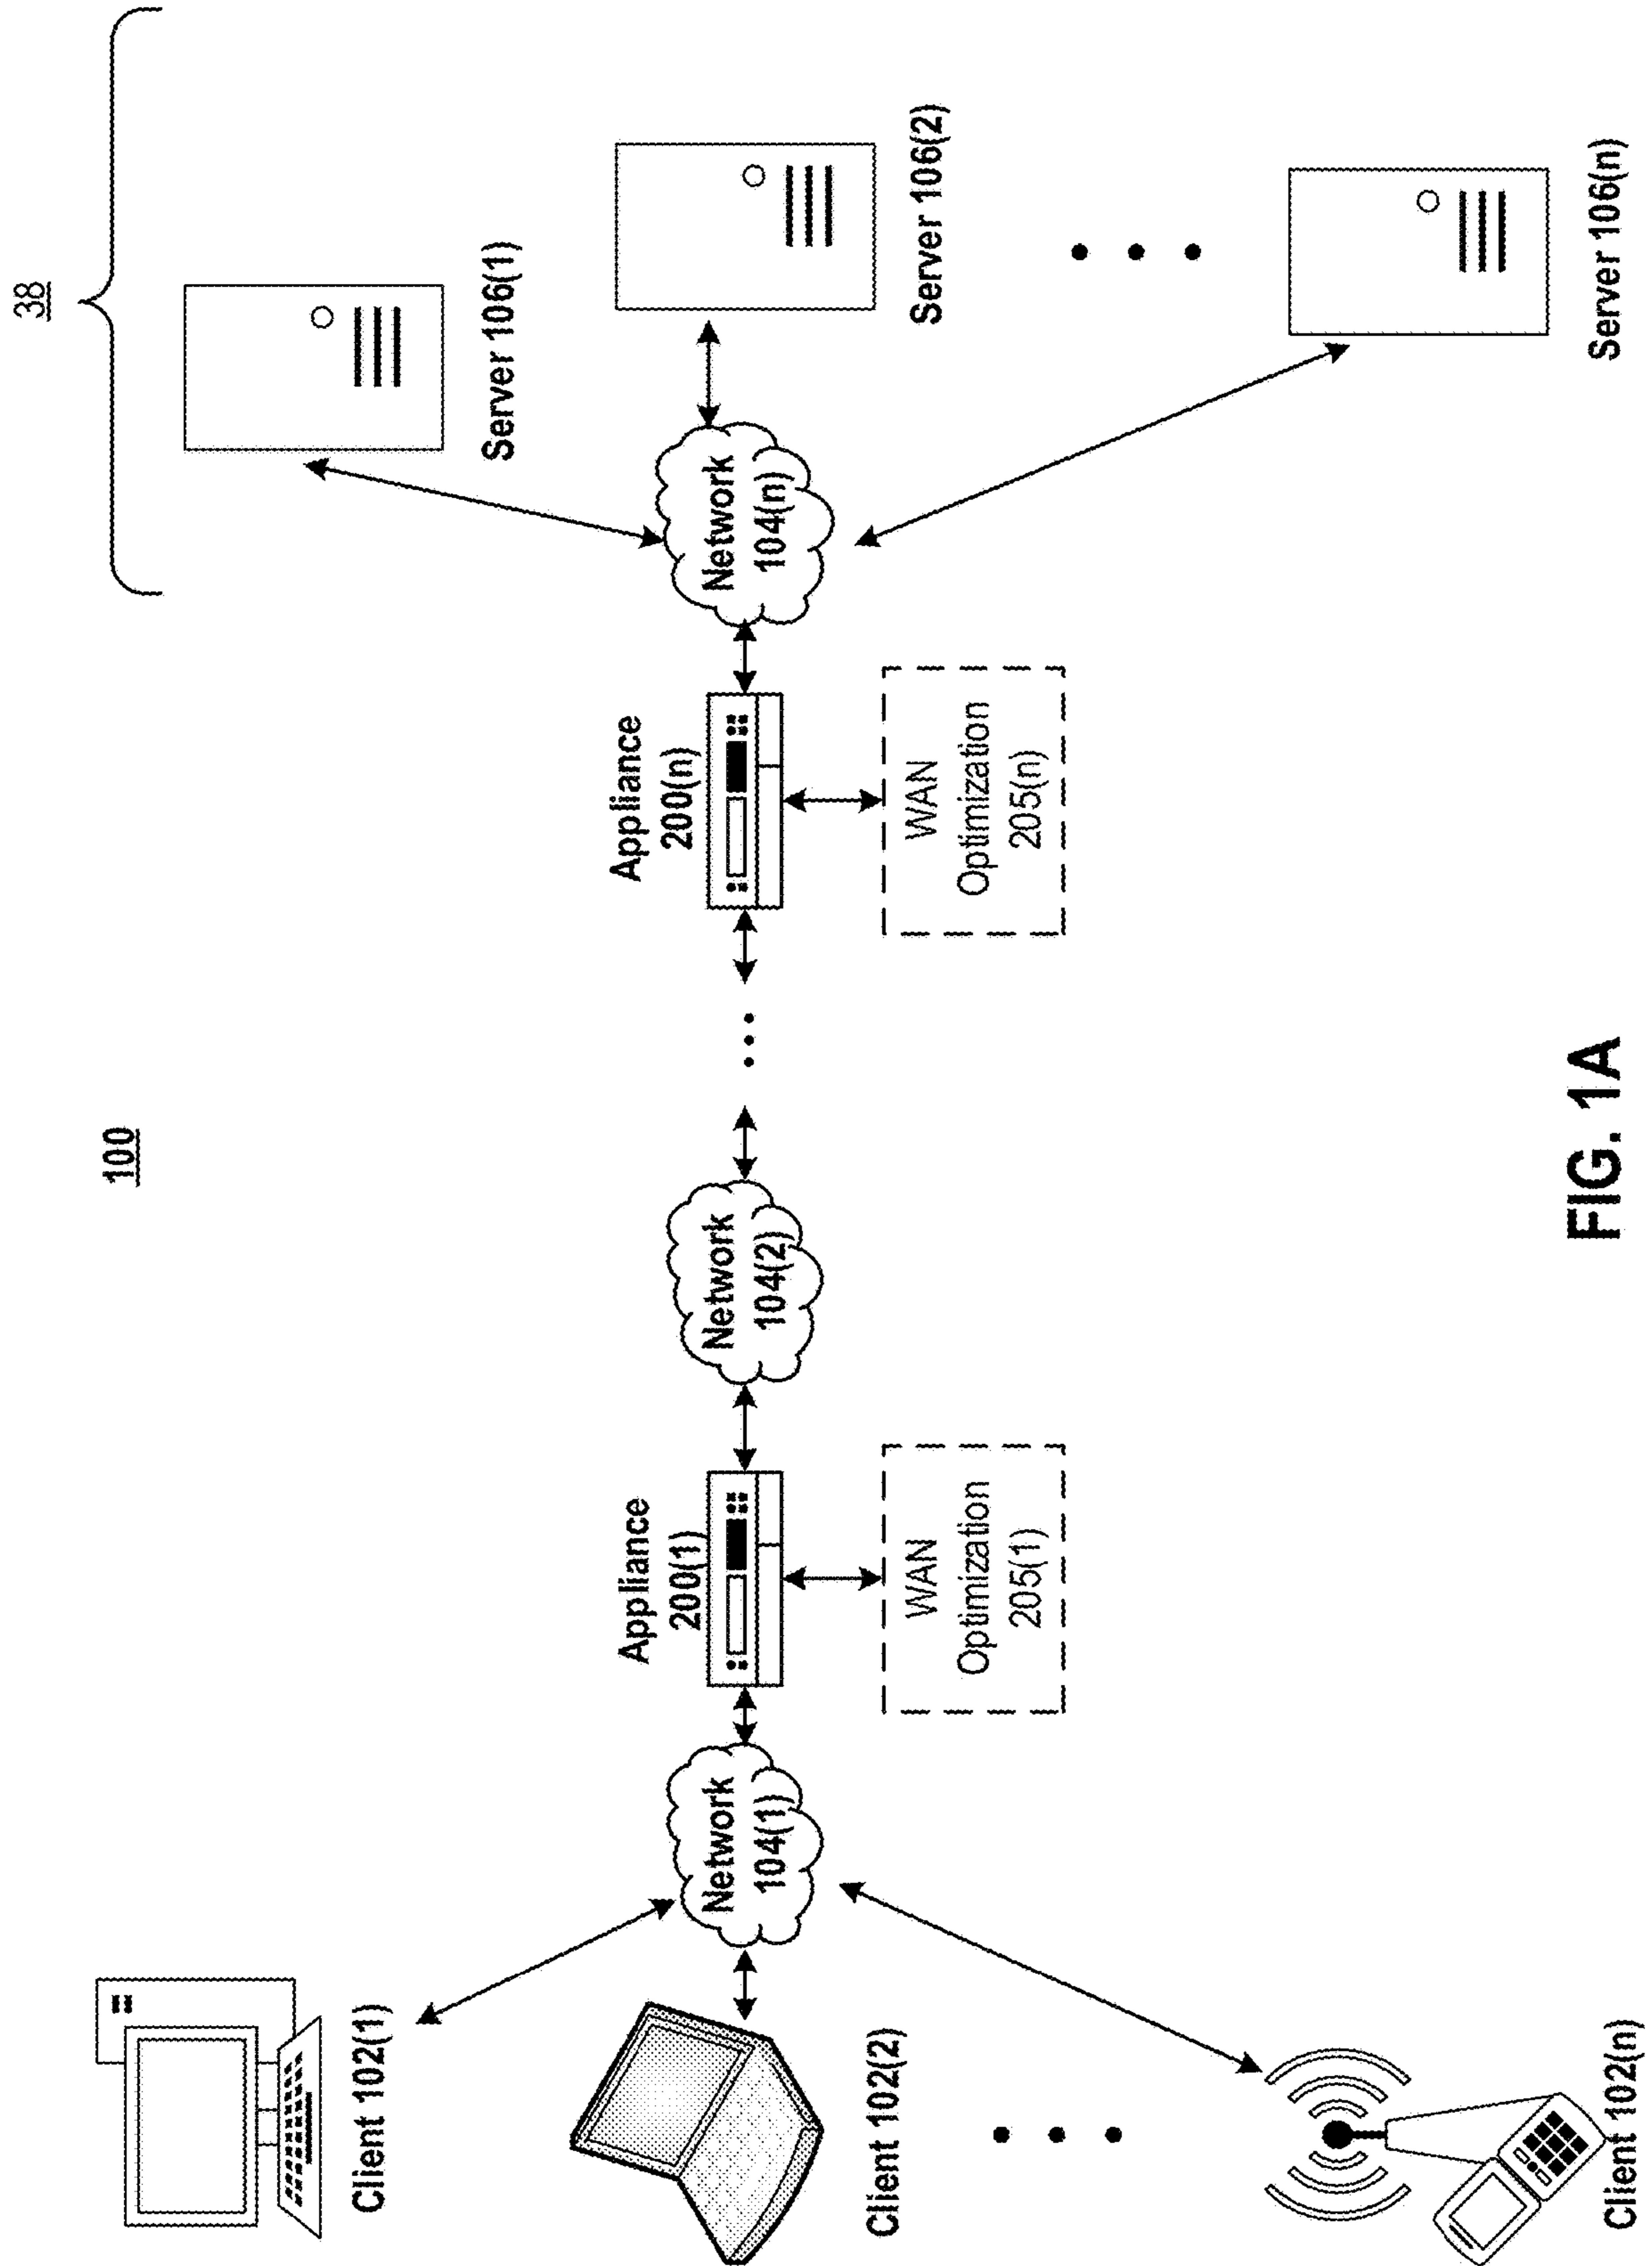 100
38
Client 102(1)
Client 102(2)
Client 102(n)
Network
104(1)
Appliance
200(1)
WAN
Optimization
205(1)
Network
104(2)
Appliance
200(n)
WAN
Optimization
205(n)
Network
104(n)
Server 106(1)
Server 106(2)
Server 106(n)
FIG. 1A